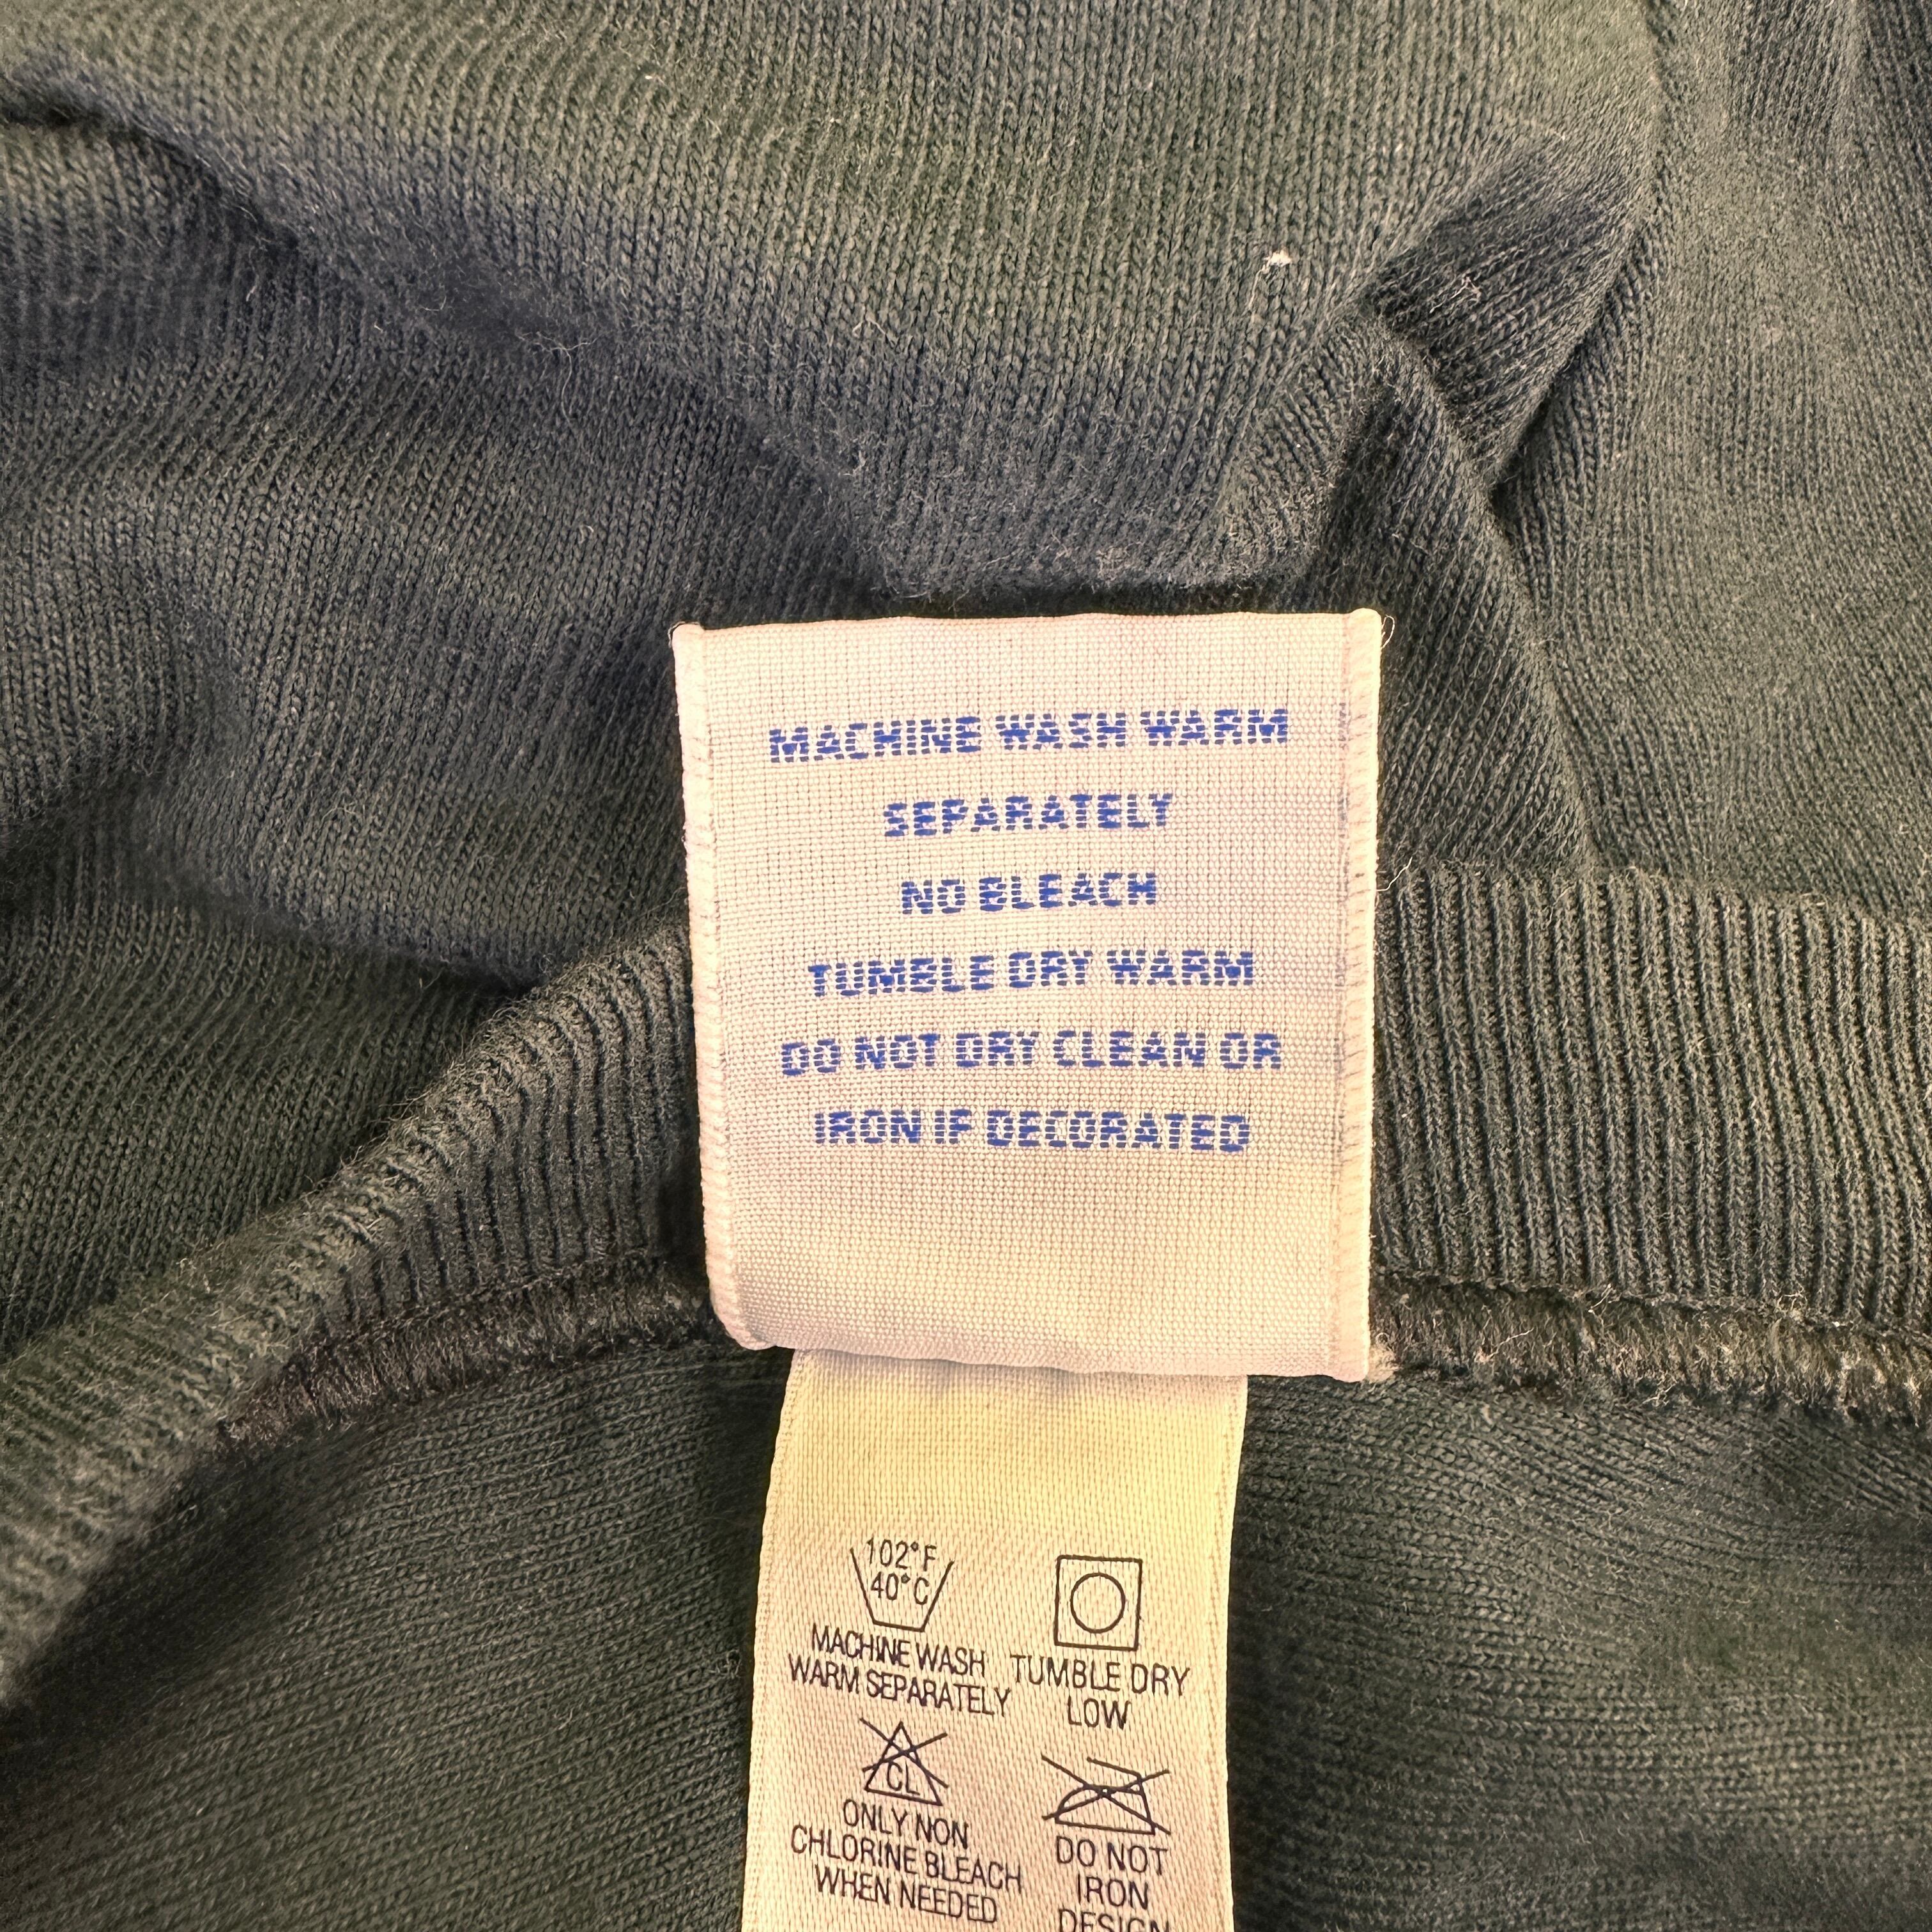 MACHINE WASH WARM
SEPARATELY
NO BLEACH
TUMBLE DRY WARM
DO NOT DRY CLEAN OR
IRON IF DECORATED
102°F
40°C
MACHINE WASH
WARM SEPARATELY
TUMBLE DRY
LOW
CL
ONLY NON
CHLORINE BLEACH
WHEN NEEDED
DO NOT
IRON
DESIGN